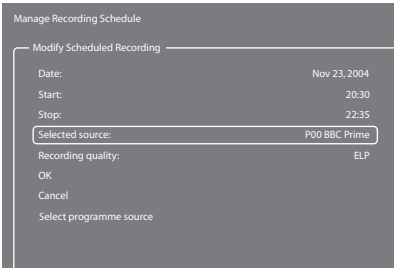 Manage Recording Schedule
Modify Scheduled Recording
Date: Nov 23, 2004
Start: 20:30
Stop: 22:35
Selected source: P00 BBC Prime
Recording quality: ELP
OK
Cancel
Select programme source